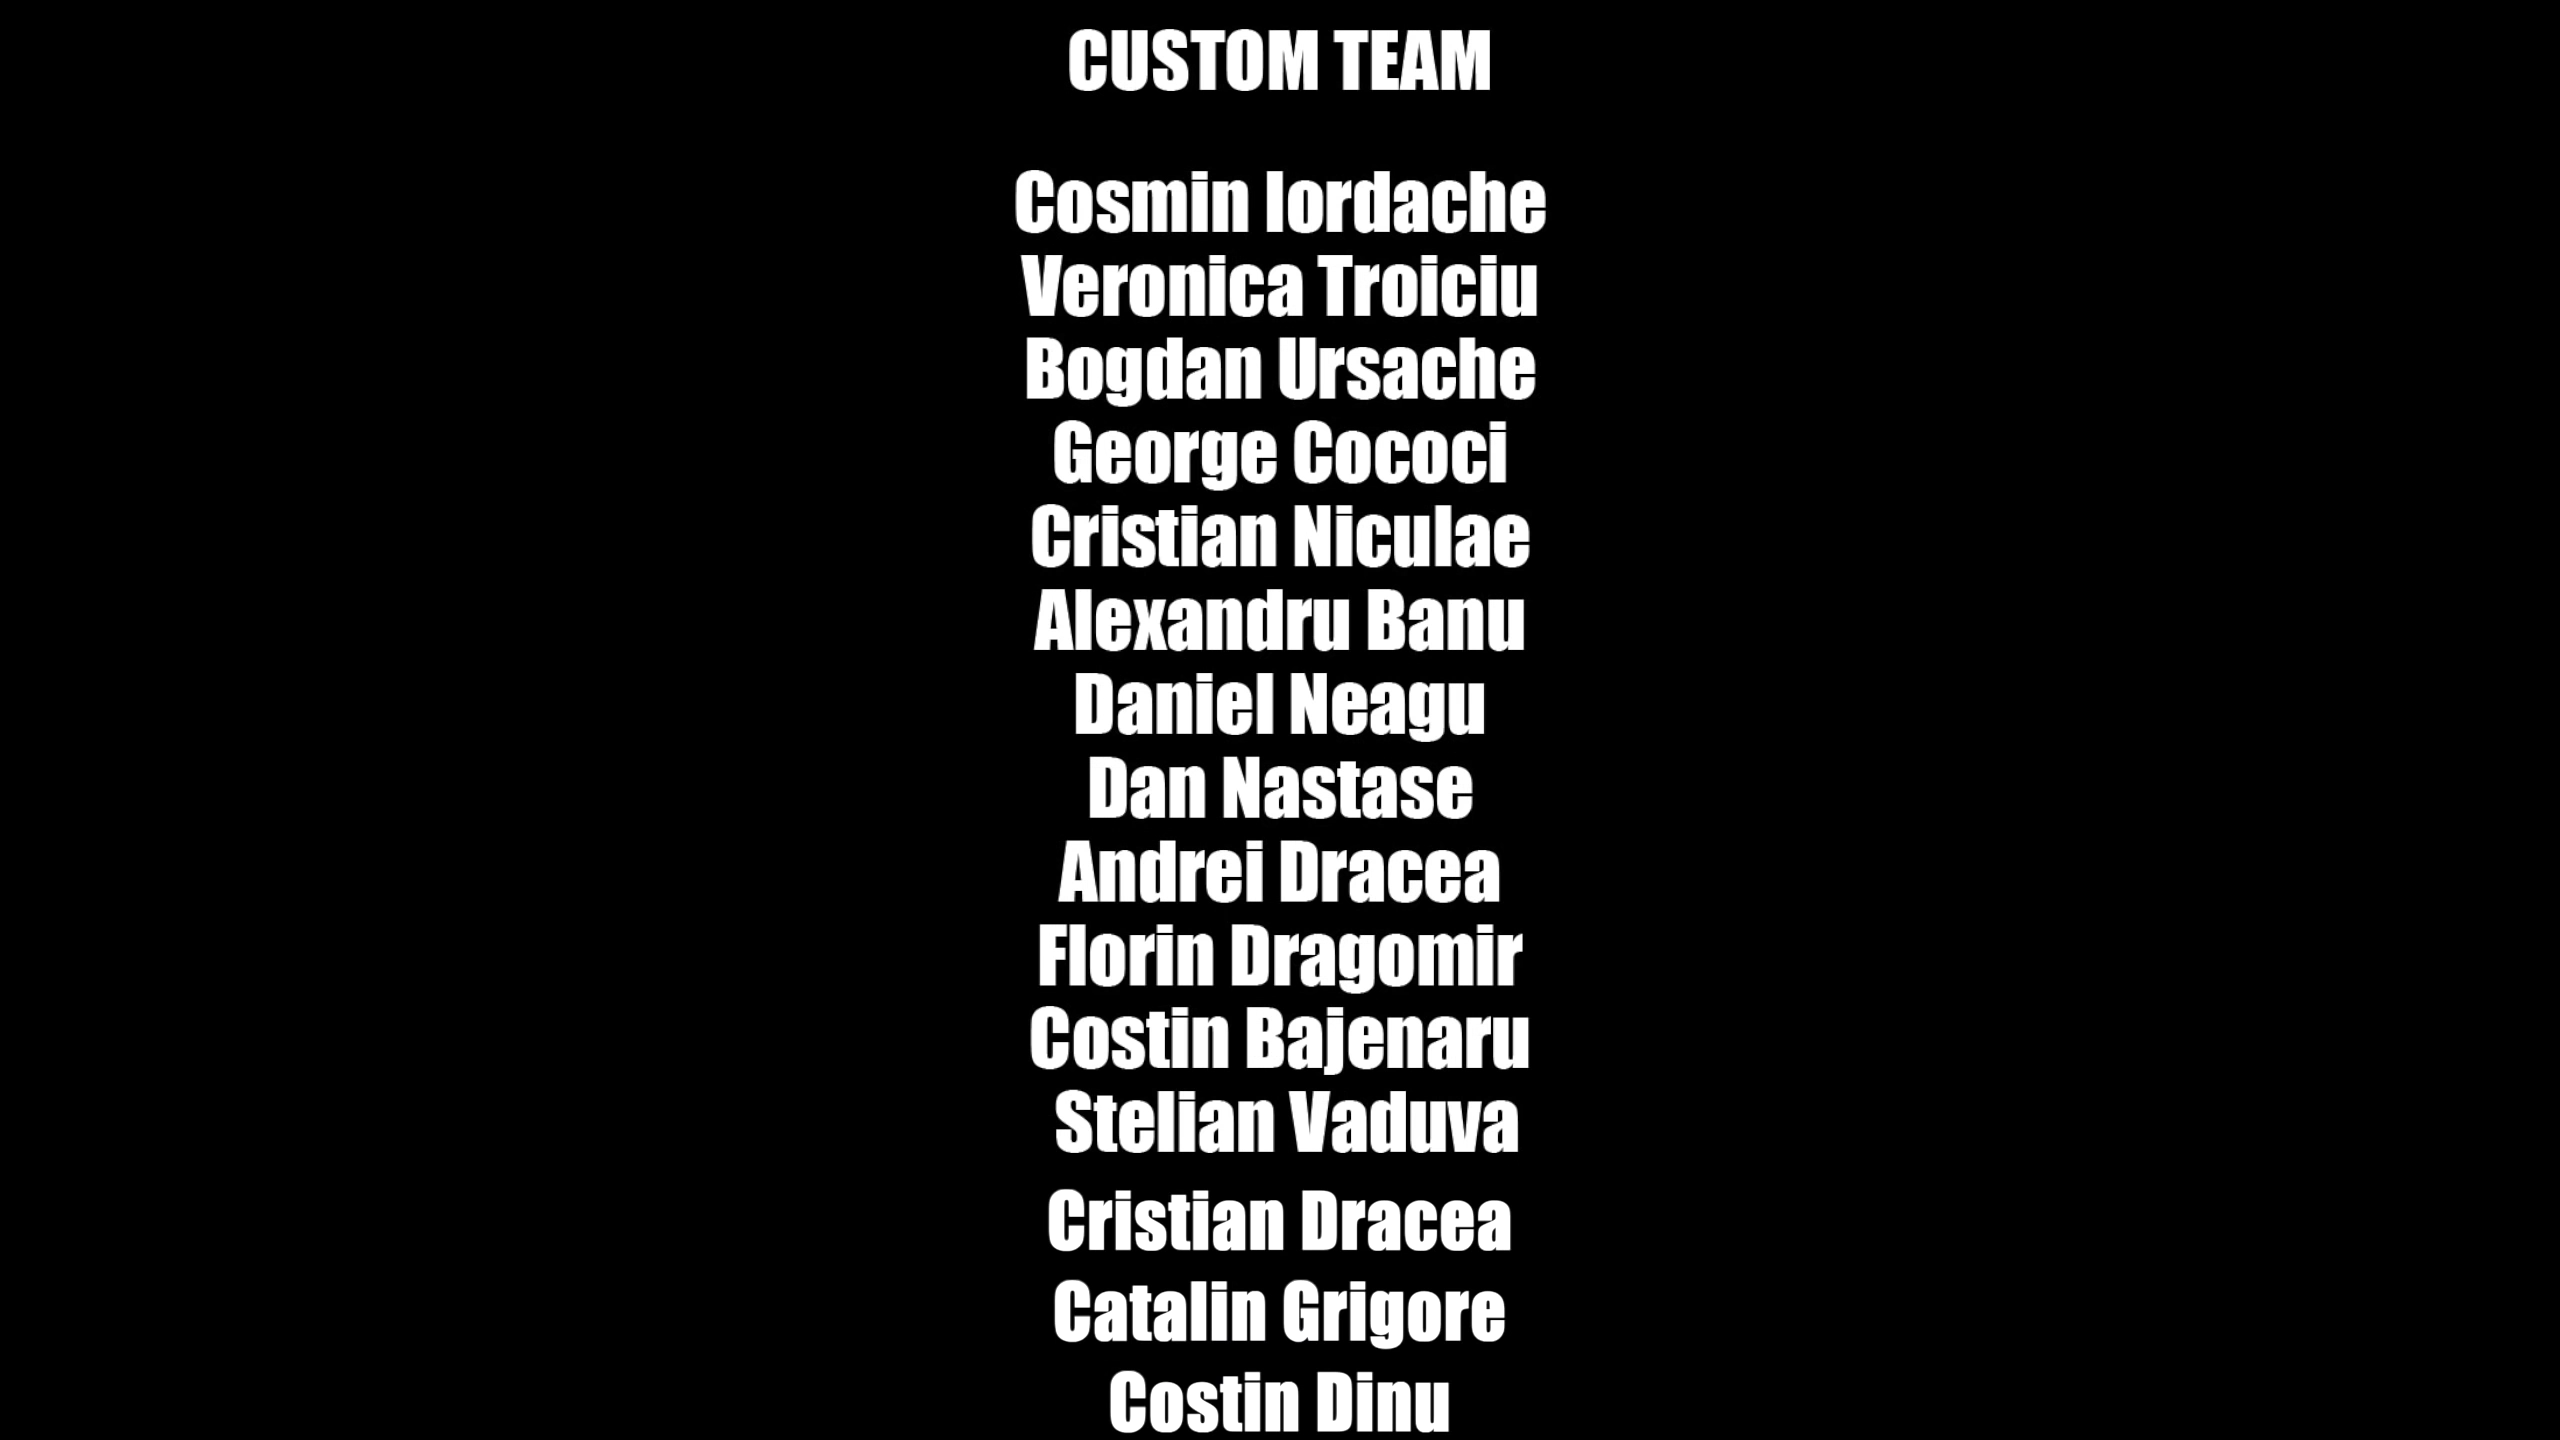 CUSTOM TEAM
Cosmin Iordache
Veronica Troiciu
Bogdan Ursache
George Cococi
Cristian Niculae
Alexandru Banu
Daniel Neagu
Dan Nastase
Andrei Dracea
Florin Dragomir
Costin Bajenaru
Stelian Vaduva
Cristian Dracea
Catalin Grigore
Costin Dinu